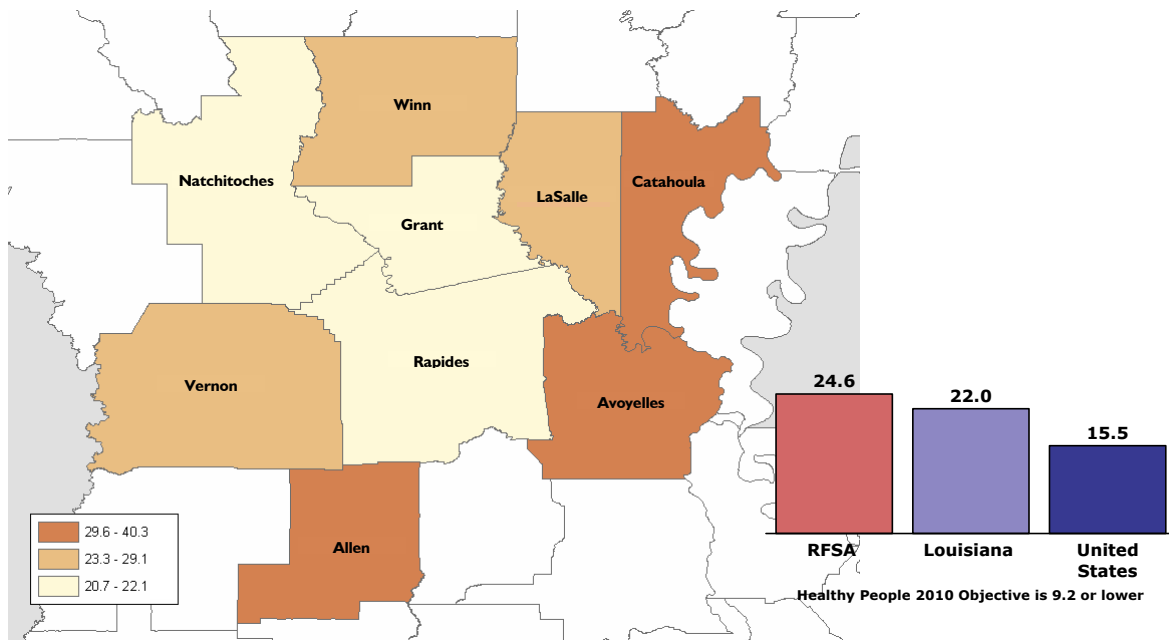 Winn
Natchitoches
Catahoula
LaSalle
Grant
Rapides
Vernon
Avoyelles
Allen
29.6 - 40.3
23.3 - 29.1
20.7 - 22.1
24.6
22.0
15.5
RFSA
Louisiana
United
States
Healthy People 2010 Objective is 9.2 or lower